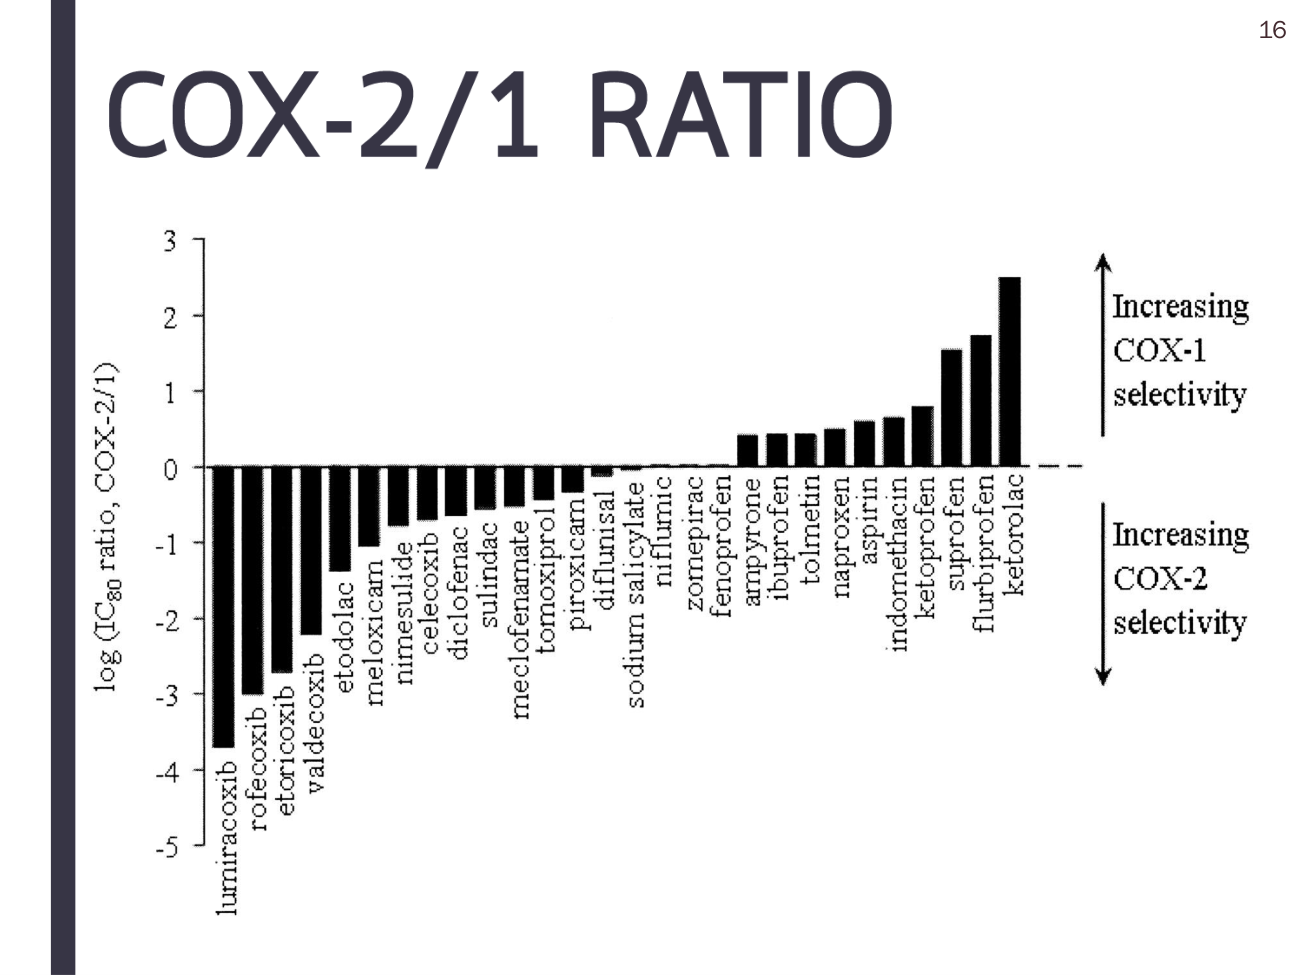 16
COX-2/1 RATIO
log (IC80 ratio, COX-2/1)
3
2
1
0
-1
-2
-3
-4
-5
lumiracoxib
rofecoxib
etoricoxib
valdecoxib
etodolac
meloxicam
nimesulide
celecoxib
diclofenac
sulindac
meclofenamate
tomoxiprol
piroxicam
diflunisal
sodium salicylate
niflumic
zomepirac
fenoprofen
ampyrone
ibuprofen
tolmetin
naproxen
aspirin
indomethacin
ketoprofen
suprofen
flurbiprofen
ketorolac
Increasing
COX-1
selectivity
Increasing
COX-2
selectivity